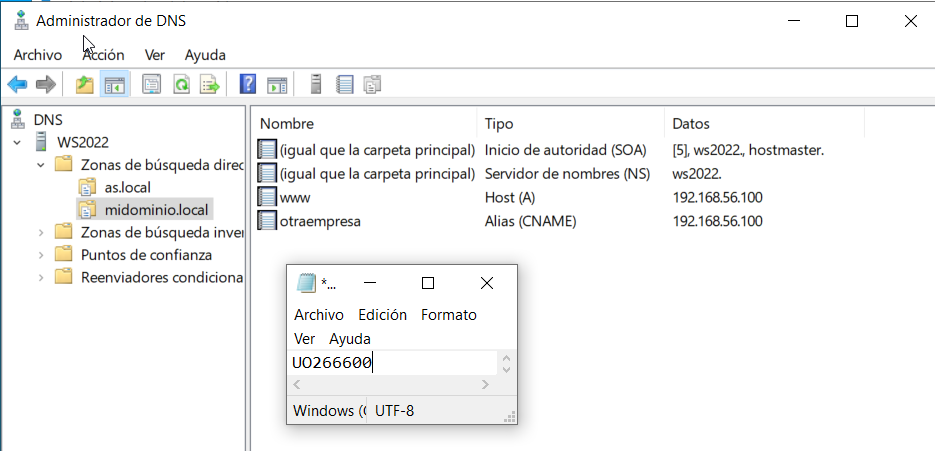 Administrador de DNS
Archivo Acción Ver Ayuda
DNS
WS2022
Zonas de búsqueda direc
as.local
midominio.local
Zonas de búsqueda inver
Puntos de confianza
Reenviadores condiciona
Nombre Tipo Datos
(igual que la carpeta principal) Inicio de autoridad (SOA) [5], ws2022., hostmaster.
(igual que la carpeta principal) Servidor de nombres (NS) ws2022.
www Host (A) 192.168.56.100
otraempresa Alias (CNAME) 192.168.56.100
*...
Archivo Edición Formato
Ver Ayuda
UO266600
Windows (C UTF-8